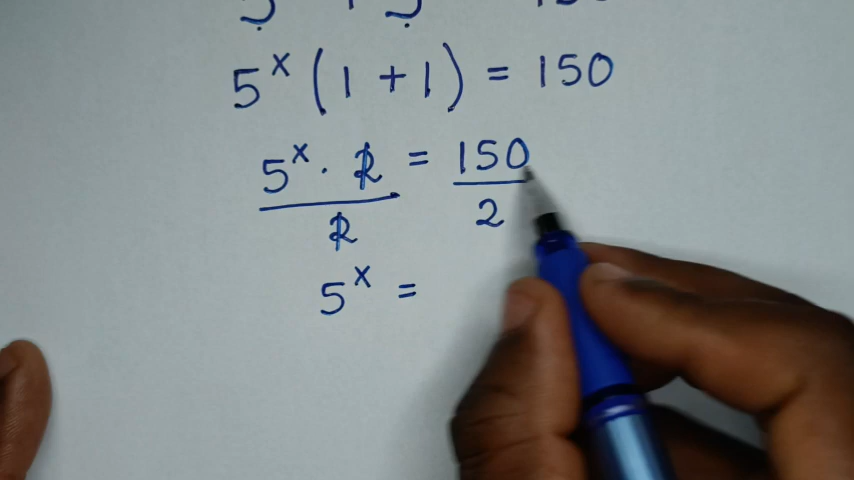 5^x (1 + 1) = 150
5^x · 2 / 2 = 150 / 2
5^x =